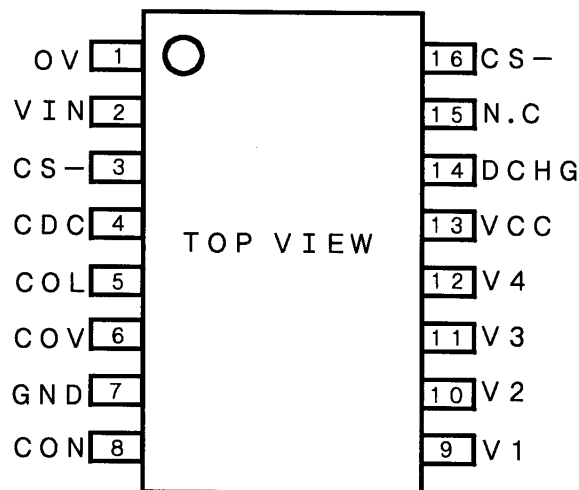 OV 1 16 CS-
VIN 2 15 N.C
CS- 3 14 DCHG
CDC 4 13 VCC
TOP VIEW
COL 5 12 V4
COV 6 11 V3
GND 7 10 V2
CON 8 9 V1